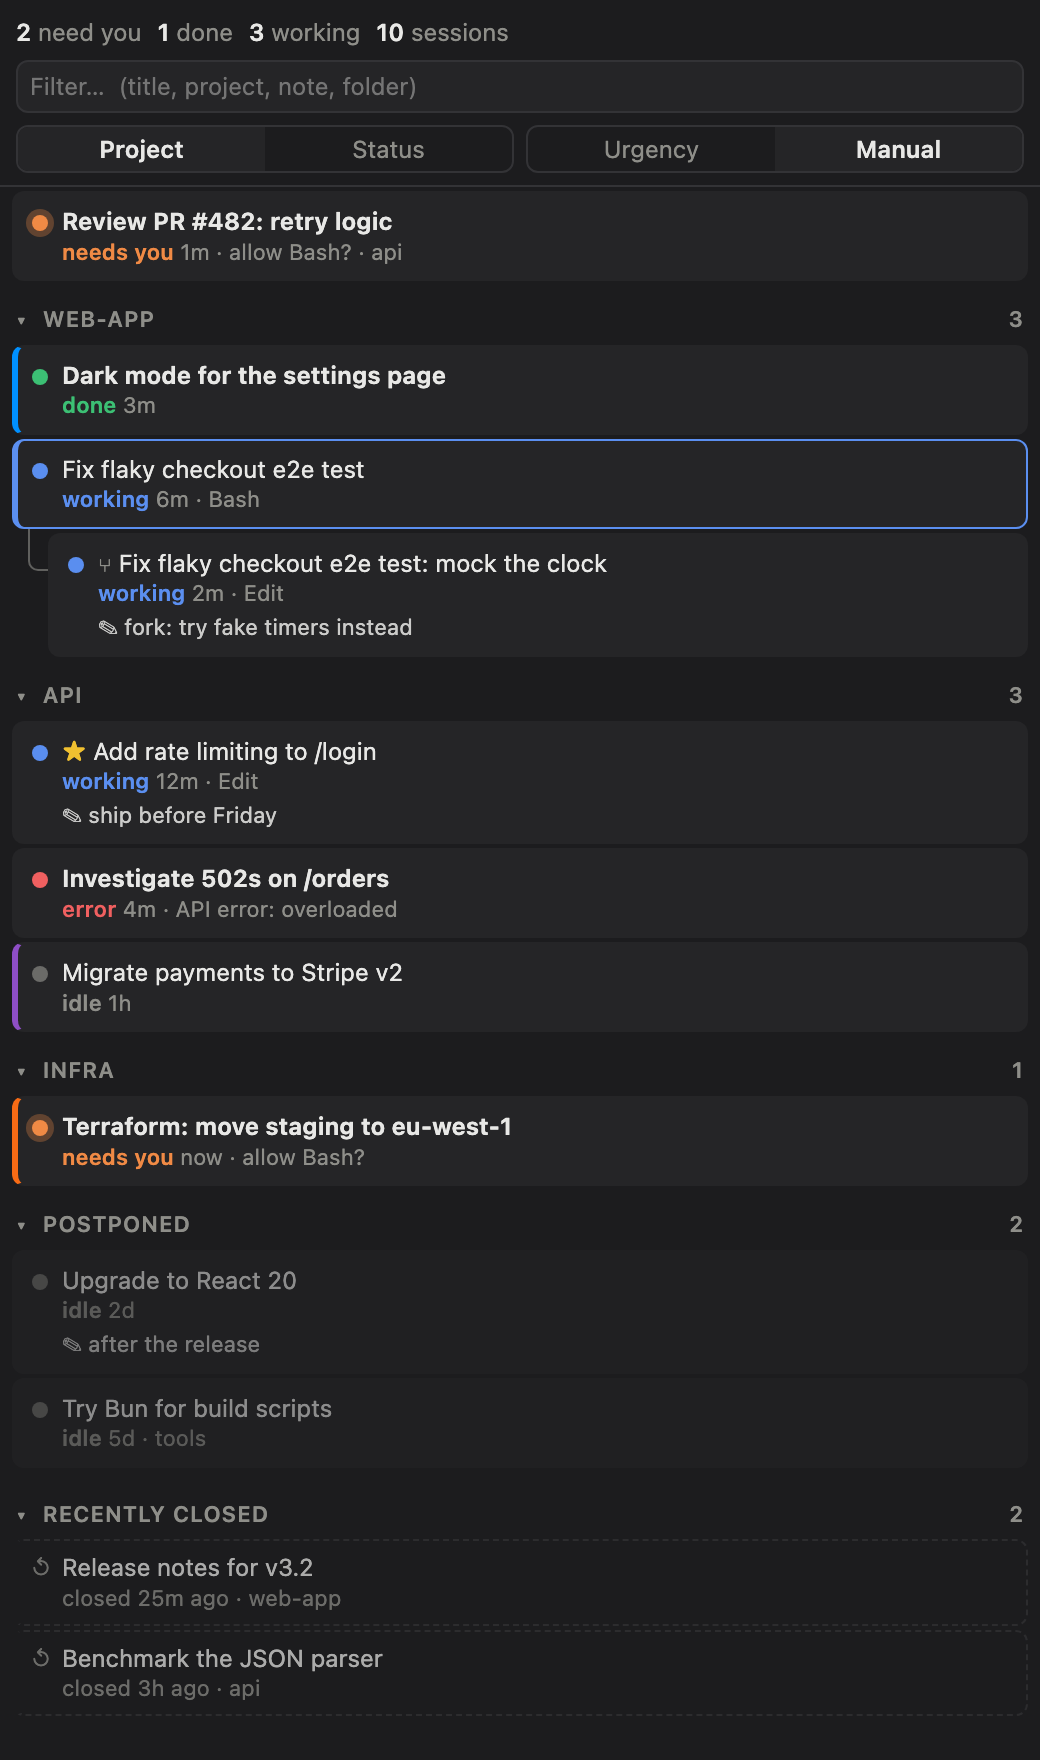 2 need you 1 done 3 working 10 sessions
Filter... (title, project, note, folder)
Project Status Urgency Manual
Review PR #482: retry logic
needs you 1m · allow Bash? · api
WEB-APP 3
Dark mode for the settings page
done 3m
Fix flaky checkout e2e test
working 6m · Bash
Fix flaky checkout e2e test: mock the clock
working 2m · Edit
✎ fork: try fake timers instead
API 3
⭐ Add rate limiting to /login
working 12m · Edit
✎ ship before Friday
Investigate 502s on /orders
error 4m · API error: overloaded
Migrate payments to Stripe v2
idle 1h
INFRA 1
Terraform: move staging to eu-west-1
needs you now · allow Bash?
POSTPONED 2
Upgrade to React 20
idle 2d
✎ after the release
Try Bun for build scripts
idle 5d · tools
RECENTLY CLOSED 2
Release notes for v3.2
closed 25m ago · web-app
Benchmark the JSON parser
closed 3h ago · api